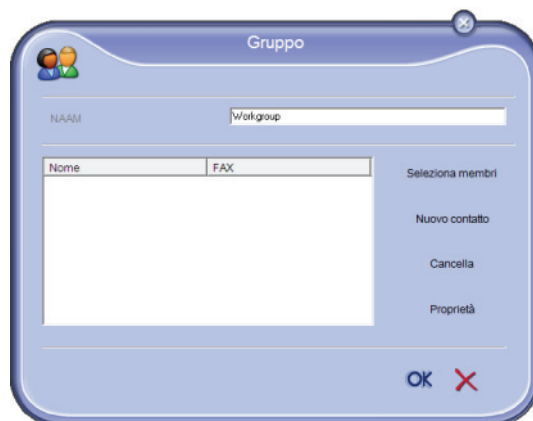 Gruppo
NAAM
Workgroup
Nome FAX
Seleziona membri
Nuovo contatto
Cancella
Proprietà
OK